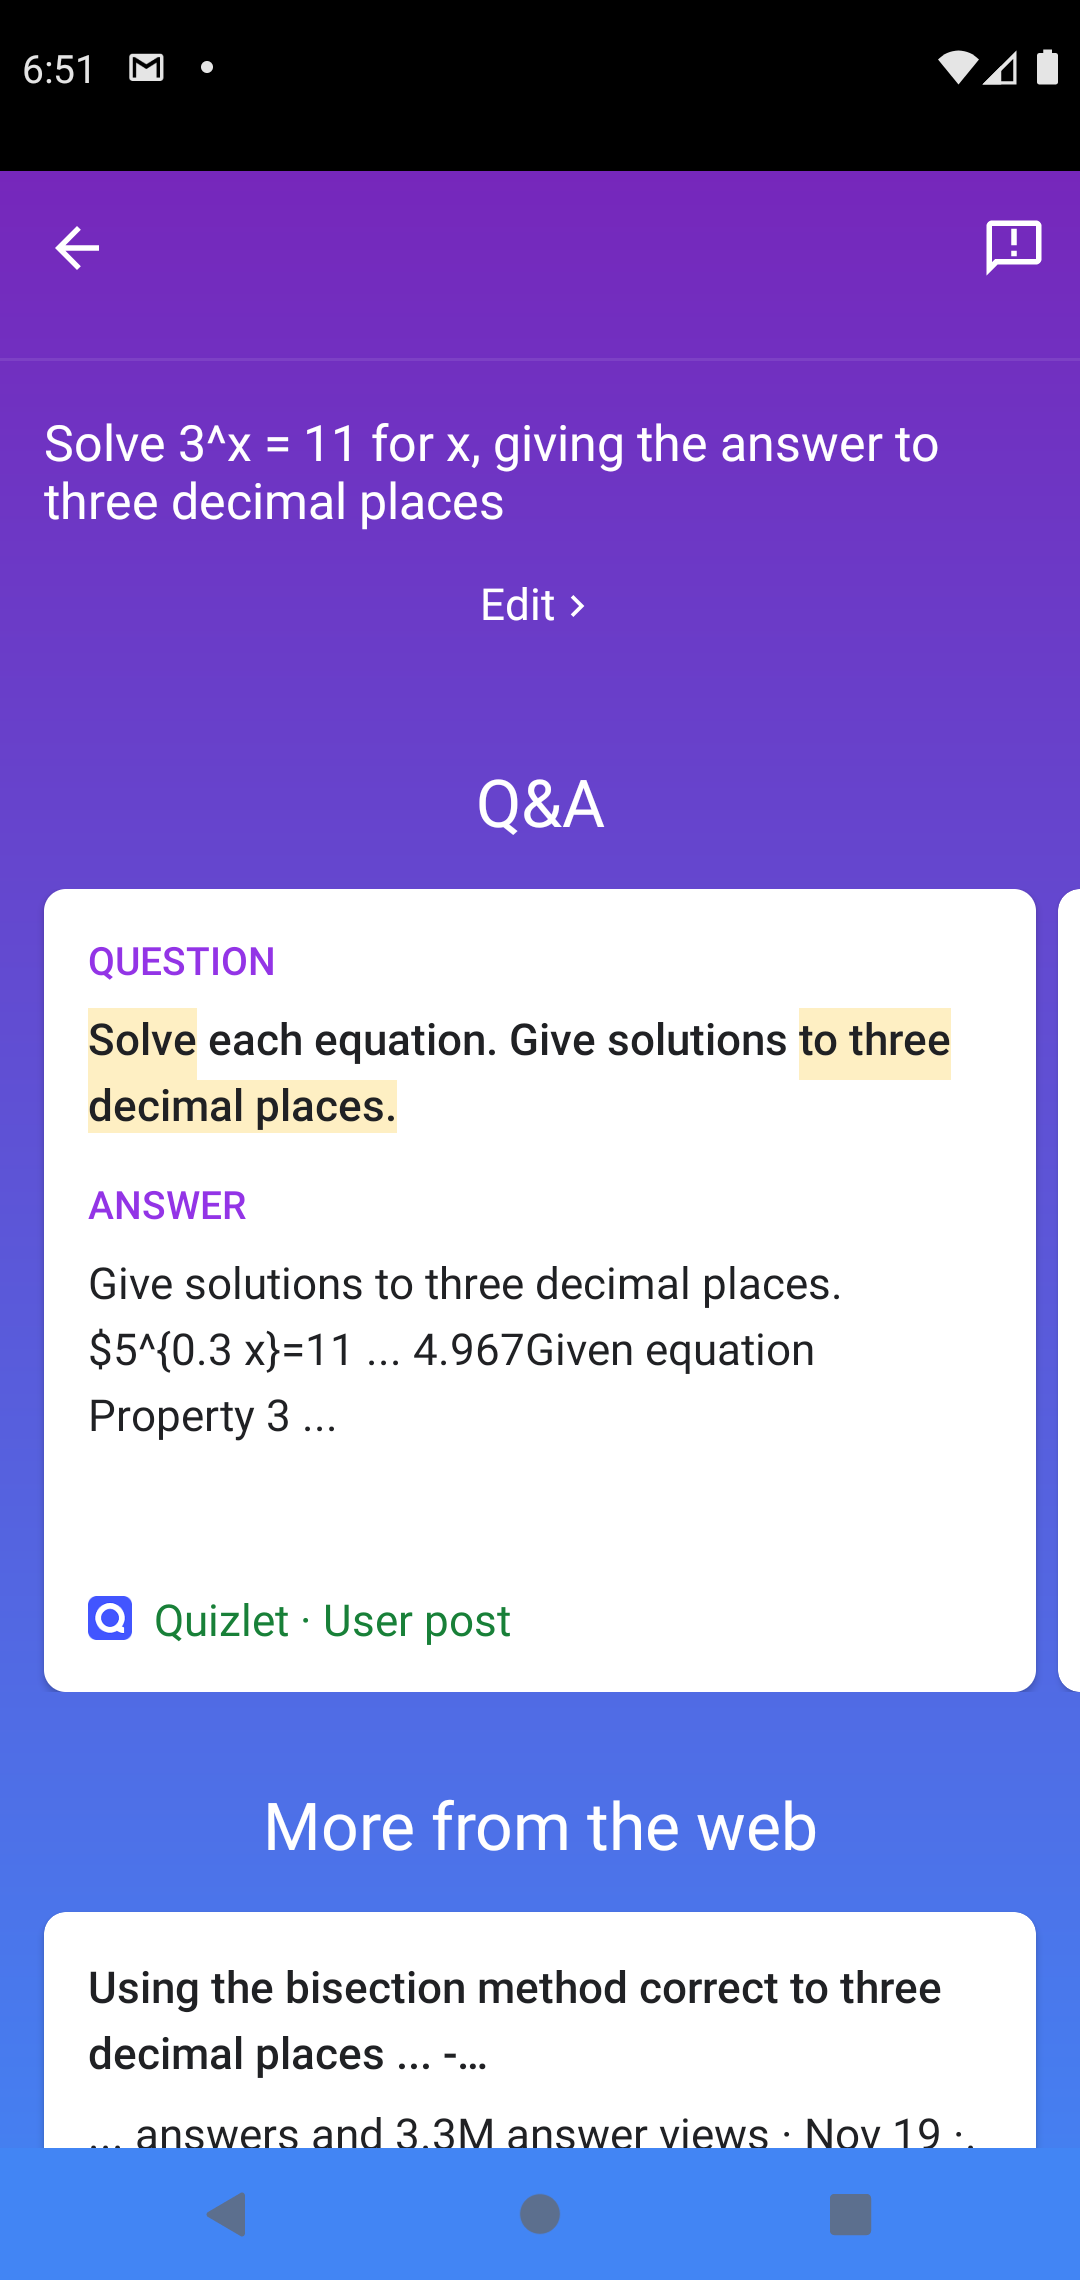 6:51
Solve 3^x = 11 for x, giving the answer to
three decimal places
Edit
Q&A
QUESTION
Solve each equation. Give solutions to three
decimal places.
ANSWER
Give solutions to three decimal places.
$5^{0.3 x}=11 ... 4.967Given equation
Property 3 ...
Quizlet · User post
More from the web
Using the bisection method correct to three
decimal places ... -...
... answers and 3.3M answer views · Nov 19 ·.